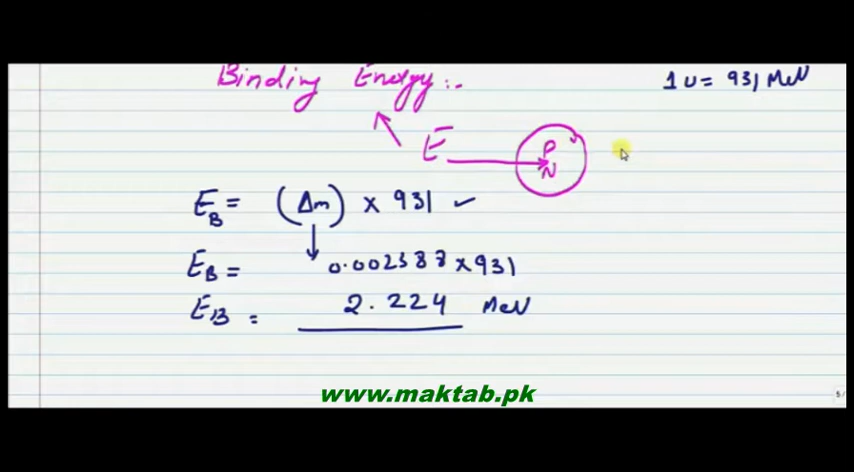 Binding Energy:-
1 u = 931 MeV
E
P
N
E_B = (Δm) × 931 ✓
E_B = 0.002388 × 931
E_B = 2.224 MeV
www.maktab.pk
5/